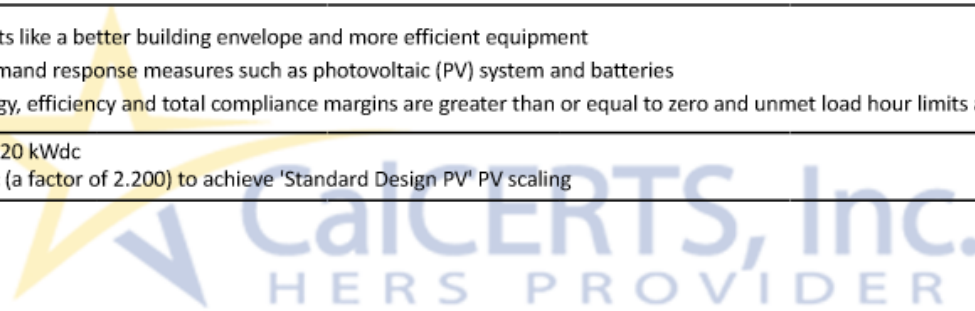 ts like a better building envelope and more efficient equipment
mand response measures such as photovoltaic (PV) system and batteries
gy, efficiency and total compliance margins are greater than or equal to zero and unmet load hour limits
20 kWdc
(a factor of 2.200) to achieve 'Standard Design PV' PV scaling
CalCERTS, Inc.
HERS PROVIDER